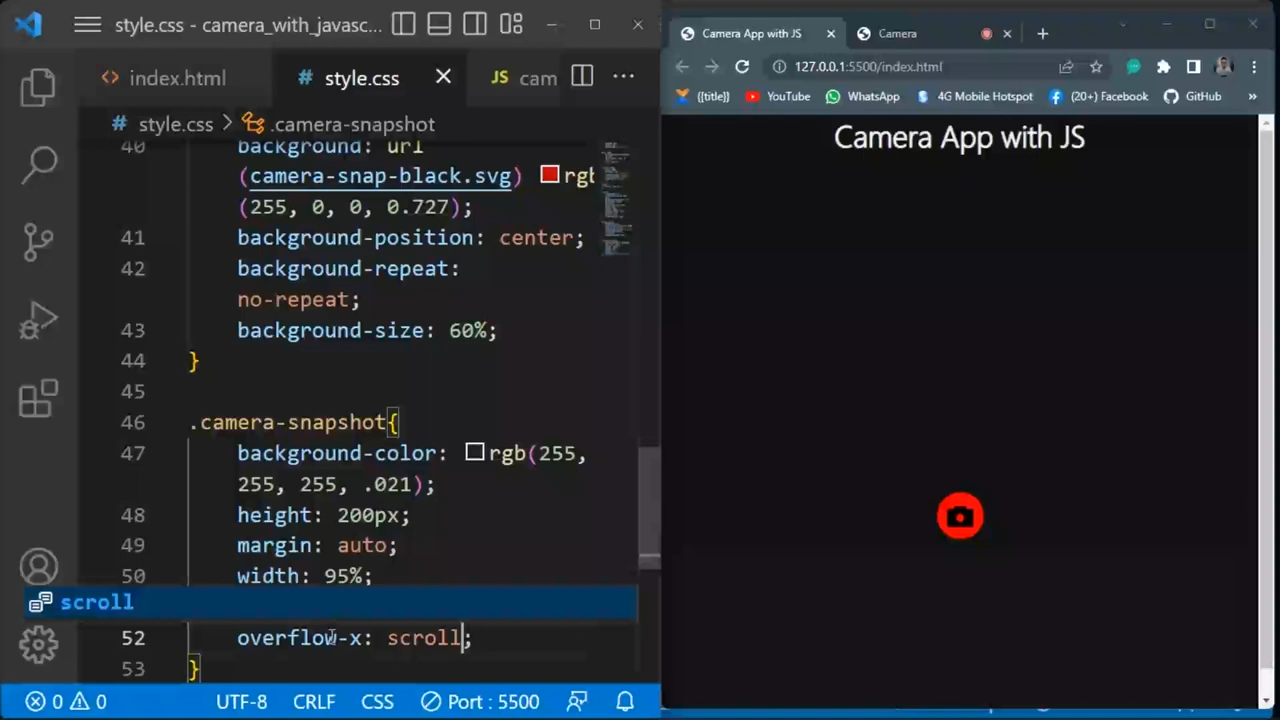 style.css - camera_with_javasc...
index.html
# style.css
JS cam
# style.css > .camera-snapshot
40 background: url
(camera-snap-black.svg) rgb
(255, 0, 0, 0.727);
41 background-position: center;
42 background-repeat:
no-repeat;
43 background-size: 60%;
44 }
45
46 .camera-snapshot{
47 background-color: rgb(255,
255, 255, .021);
48 height: 200px;
49 margin: auto;
50 width: 95%;
scroll
52 overflow-x: scroll;
53 }
0 0 UTF-8 CRLF CSS Port : 5500
Camera App with JS
Camera
127.0.0.1:5500/index.html
{{title}} YouTube WhatsApp 4G Mobile Hotspot (20+) Facebook GitHub »
Camera App with JS